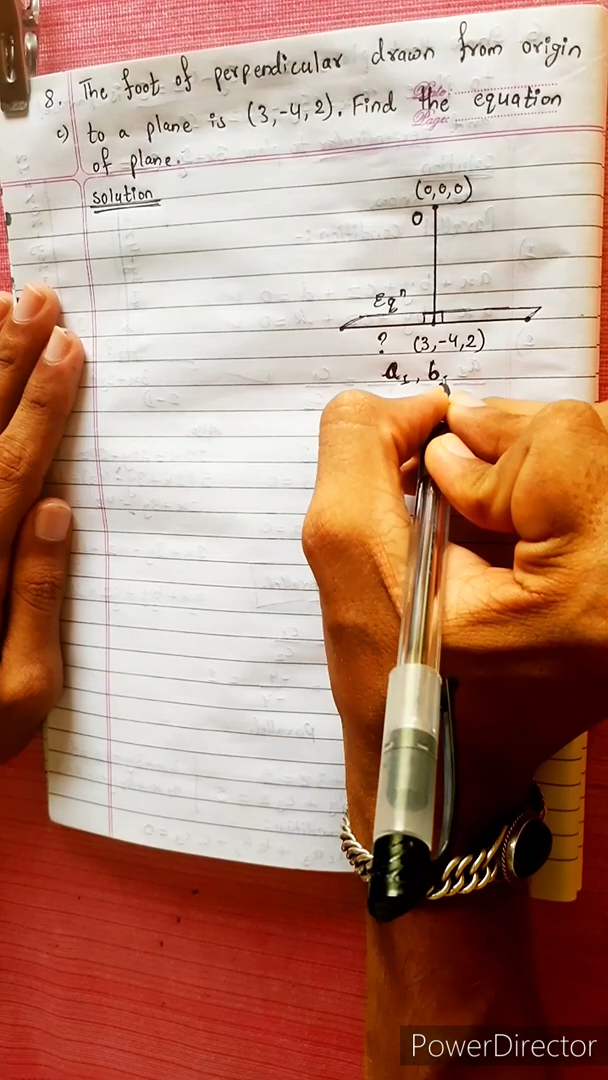 8. The foot of perpendicular drawn from origin
c) to a plane is (3,-4,2). Find the equation
of plane.
Solution
(0,0,0)
O
Eqⁿ
? (3,-4,2)
a₁, b₁
PowerDirector